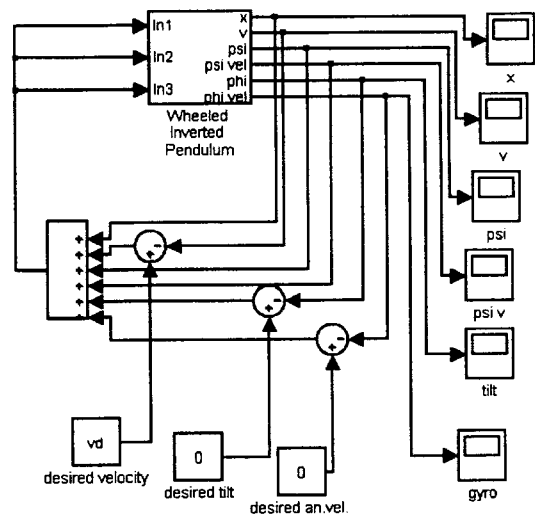 In1
In2
In3
x
v
psi
psi vel
phi
phi vel
Wheeled
Inverted
Pendulum
x
v
psi
psi v
tilt
gyro
+
+
+
+
+
+
-
+
-
+
-
+
vd
desired velocity
0
desired tilt
0
desired an.vel.